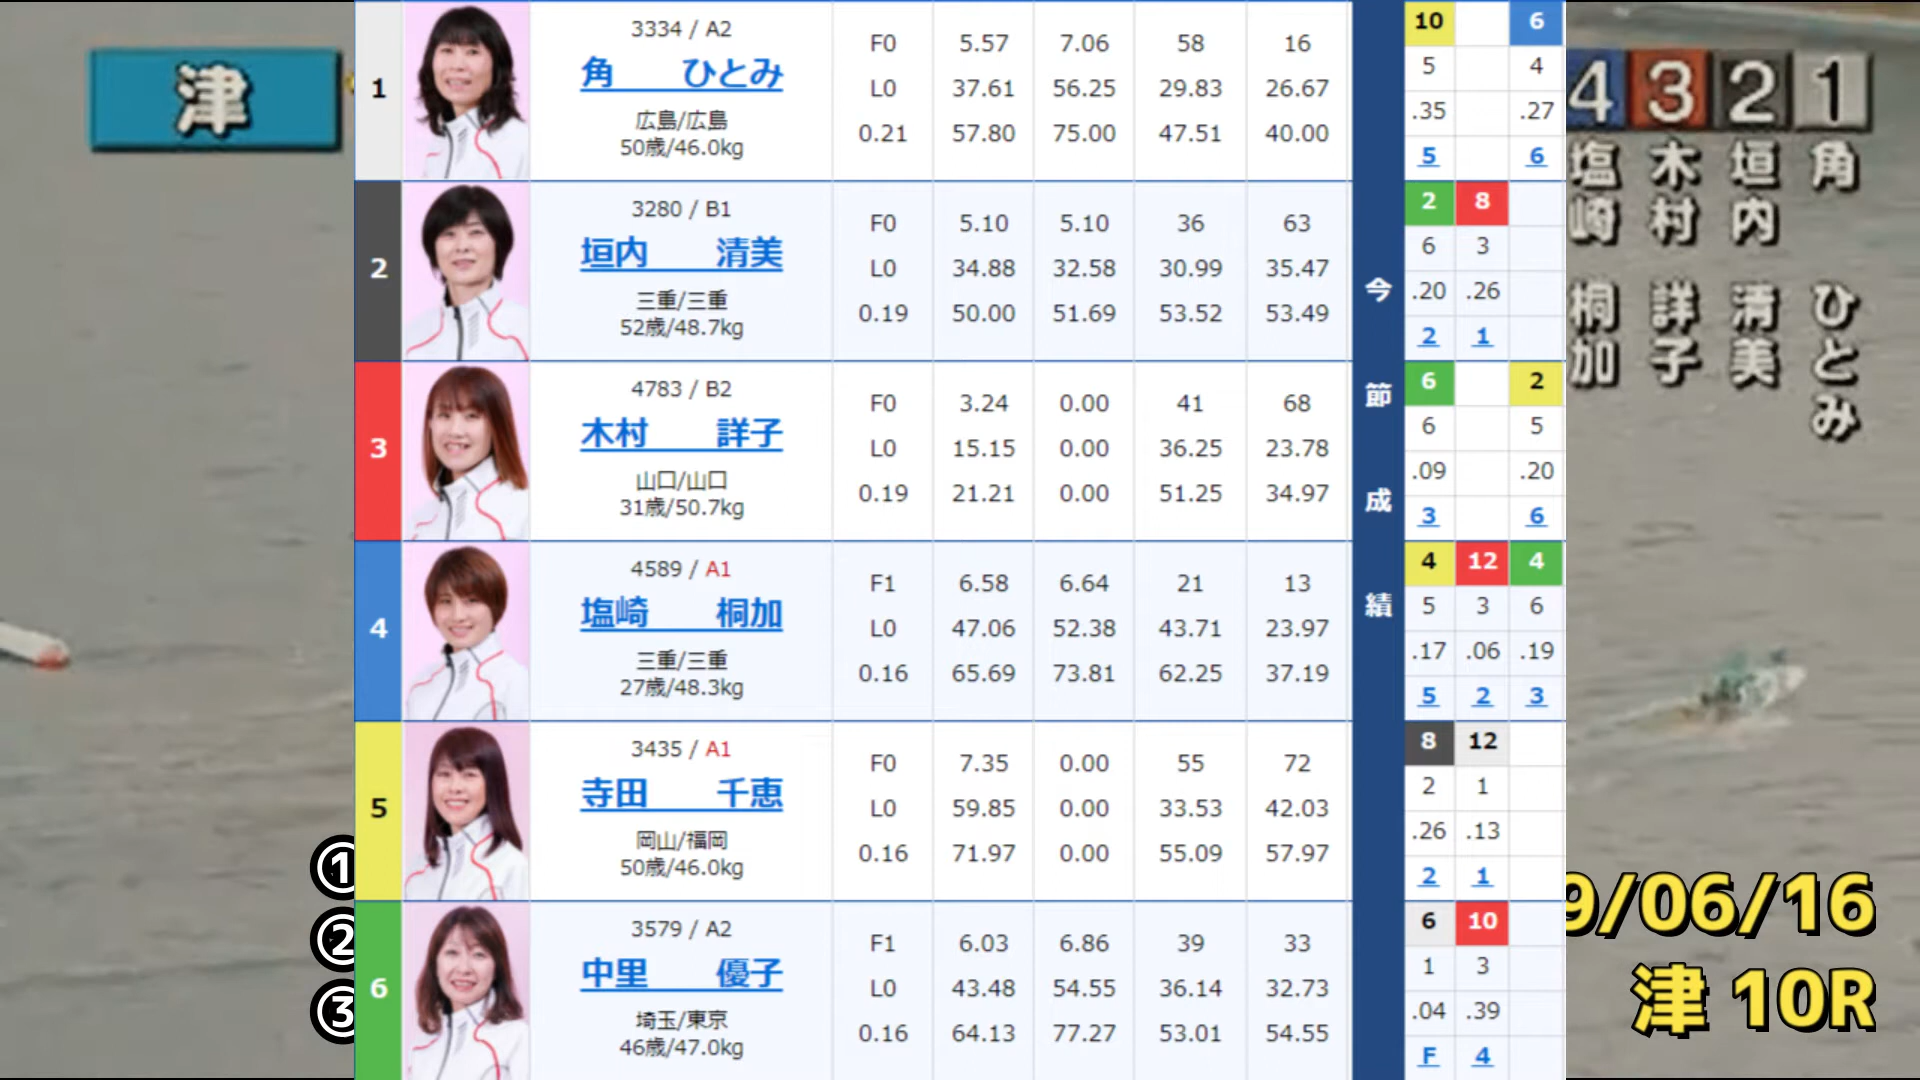 津
1
3334 / A2
角 ひとみ
広島/広島
50歳/46.0kg
F0 5.57 7.06 58 16
L0 37.61 56.25 29.83 26.67
0.21 57.80 75.00 47.51 40.00
10 6
5 4
.35 .27
5 6
2
3280 / B1
垣内 清美
三重/三重
52歳/48.7kg
F0 5.10 5.10 36 63
L0 34.88 32.58 30.99 35.47
0.19 50.00 51.69 53.52 53.49
2 8
6 3
.20 .26
2 1
3
4783 / B2
木村 詳子
山口/山口
31歳/50.7kg
F0 3.24 0.00 41 68
L0 15.15 0.00 36.25 23.78
0.19 21.21 0.00 51.25 34.97
6 2
6 5
.09 .20
3 6
4
4589 / A1
塩崎 桐加
三重/三重
27歳/48.3kg
F1 6.58 6.64 21 13
L0 47.06 52.38 43.71 23.97
0.16 65.69 73.81 62.25 37.19
4 12 4
5 3 6
.17 .06 .19
5 2 3
5
3435 / A1
寺田 千恵
岡山/福岡
50歳/46.0kg
F0 7.35 0.00 55 72
L0 59.85 0.00 33.53 42.03
0.16 71.97 0.00 55.09 57.97
8 12
2 1
.26 .13
2 1
6
3579 / A2
中里 優子
埼玉/東京
46歳/47.0kg
F1 6.03 6.86 39 33
L0 43.48 54.55 36.14 32.73
0.16 64.13 77.27 53.01 54.55
6 10
1 3
.04 .39
F 4
今節成績
4 3 2 1
角 ひとみ
垣内 清美
木村 詳子
塩崎 桐加
①
②
③
9/06/16
津 10R